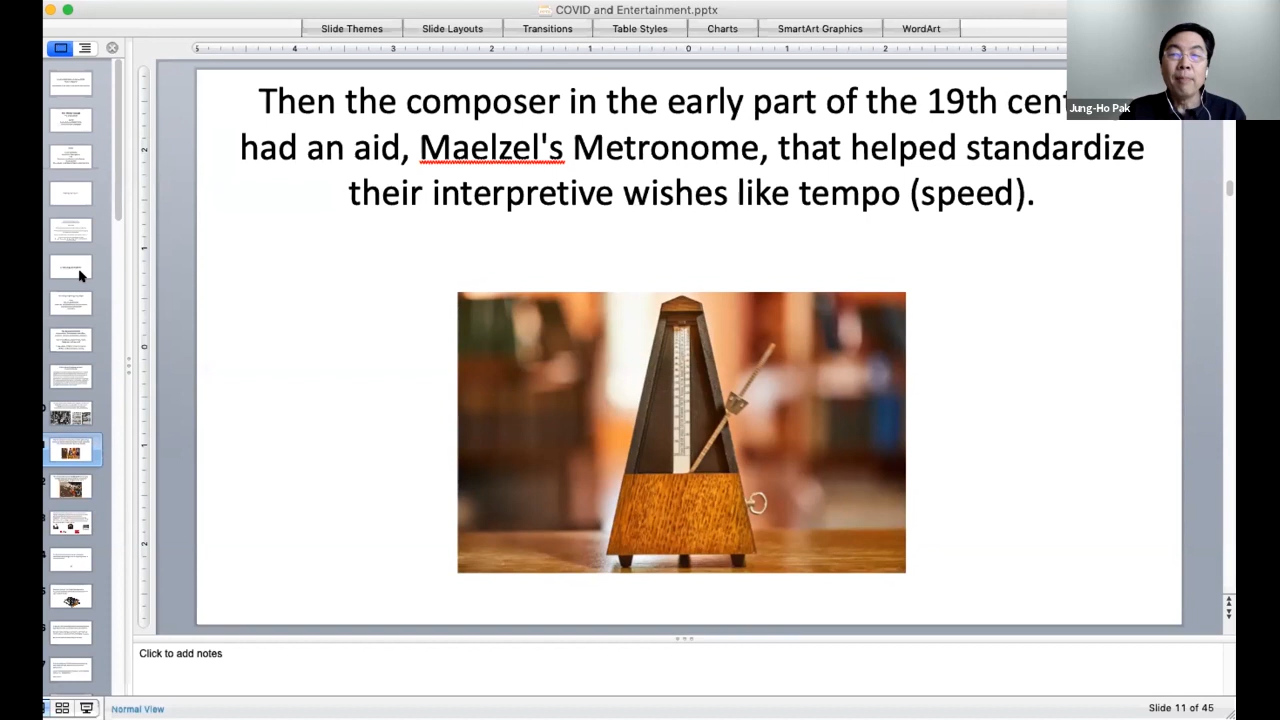 COVID and Entertainment.pptx
Slide Themes
Slide Layouts
Transitions
Table Styles
Charts
SmartArt Graphics
WordArt
Jung-Ho Pak
Then the composer in the early part of the 19th cen
had an aid, Maelzel's Metronome, that helped standardize
their interpretive wishes like tempo (speed).
Click to add notes
Normal View
Slide 11 of 45